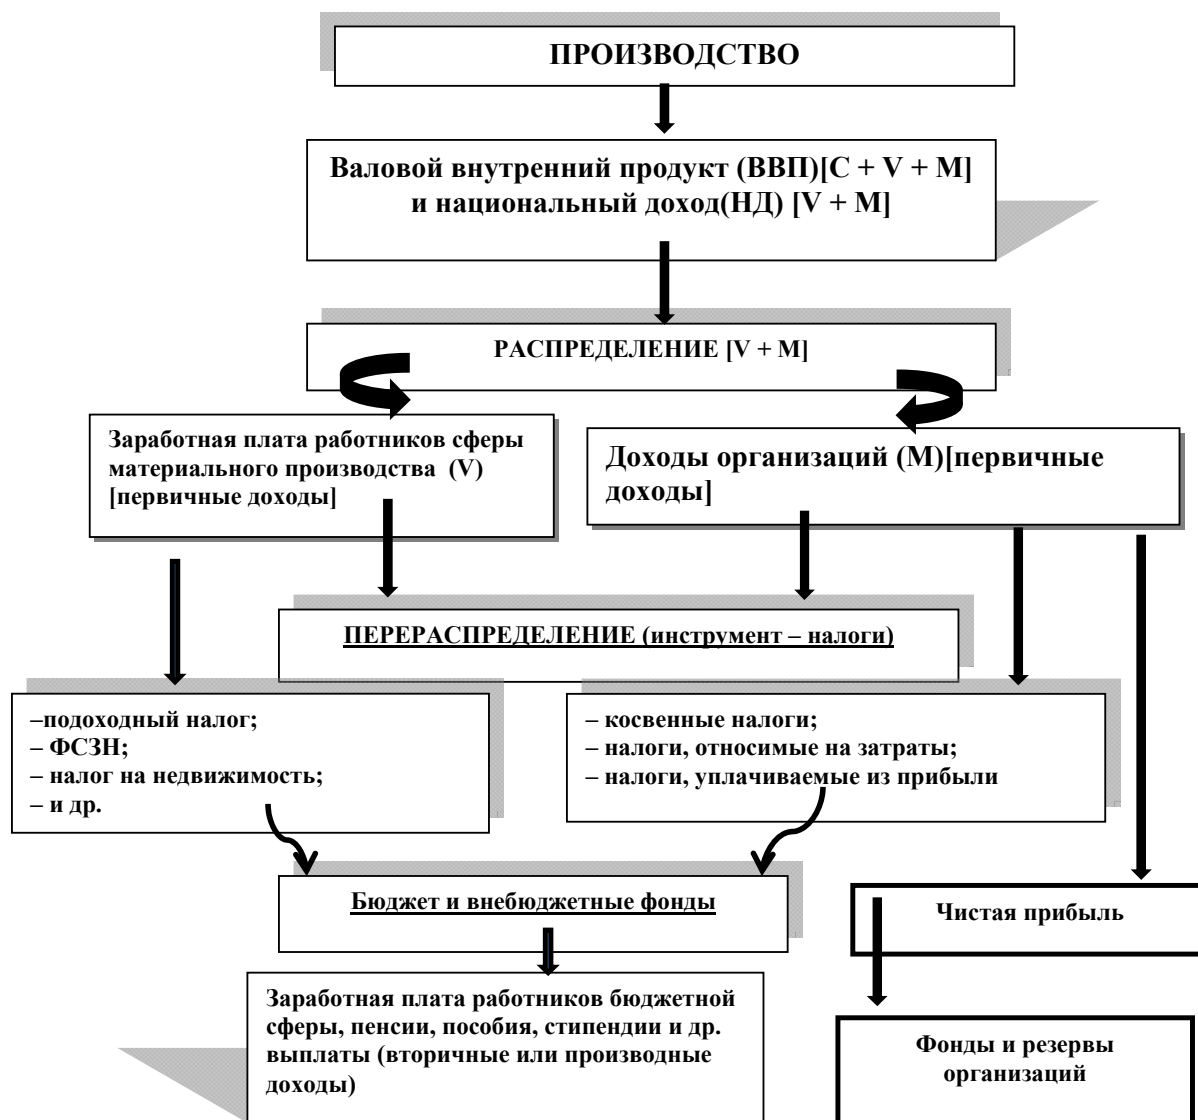 ПРОИЗВОДСТВО
Валовой внутренний продукт (ВВП)[C + V + M]
и национальный доход(НД) [V + M]
РАСПРЕДЕЛЕНИЕ [V + M]
Заработная плата работников сферы
материального производства (V)
[первичные доходы]
Доходы организаций (М)[первичные
доходы]
ПЕРЕРАСПРЕДЕЛЕНИЕ (инструмент – налоги)
–подоходный налог;
– ФСЗН;
– налог на недвижимость;
– и др.
– косвенные налоги;
– налоги, относимые на затраты;
– налоги, уплачиваемые из прибыли
Бюджет и внебюджетные фонды
Чистая прибыль
Заработная плата работников бюджетной
сферы, пенсии, пособия, стипендии и др.
выплаты (вторичные или производные
доходы)
Фонды и резервы
организаций